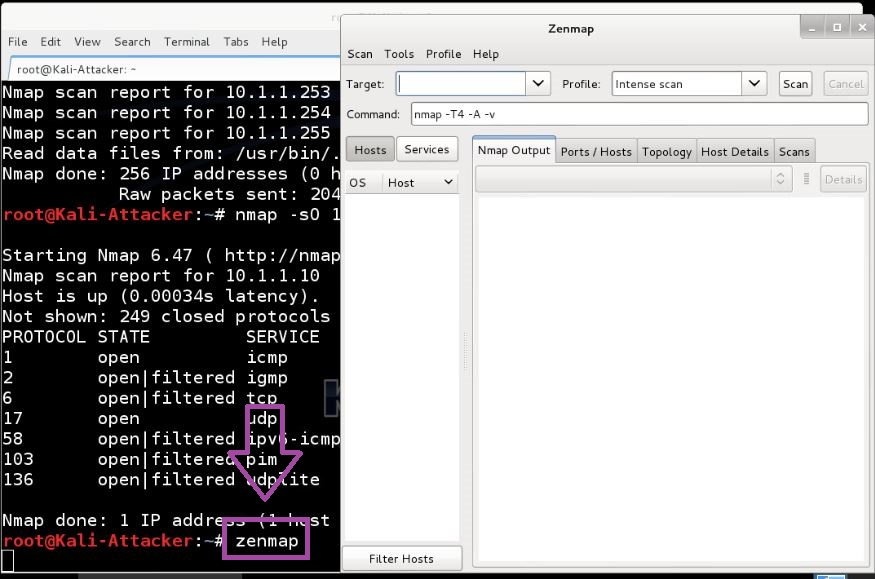 File Edit View Search Terminal Tabs Help
root@Kali-Attacker: ~
Nmap scan report for 10.1.1.253
Nmap scan report for 10.1.1.254
Nmap scan report for 10.1.1.255
Read data files from: /usr/bin/.
Nmap done: 256 IP addresses (0 h
Raw packets sent: 204
root@Kali-Attacker:~# nmap -sO 1
Starting Nmap 6.47 ( http://nmap
Nmap scan report for 10.1.1.10
Host is up (0.00034s latency).
Not shown: 249 closed protocols
PROTOCOL STATE SERVICE
1 open icmp
2 open|filtered igmp
6 open|filtered tcp
17 open udp
58 open|filtered ipv6-icmp
103 open|filtered pim
136 open|filtered udplite
Nmap done: 1 IP address (1 host
root@Kali-Attacker:~# zenmap
Zenmap
Scan Tools Profile Help
Target: Profile: Intense scan Scan Cancel
Command: nmap -T4 -A -v
Hosts Services Nmap Output Ports / Hosts Topology Host Details Scans
OS Host Details
Filter Hosts